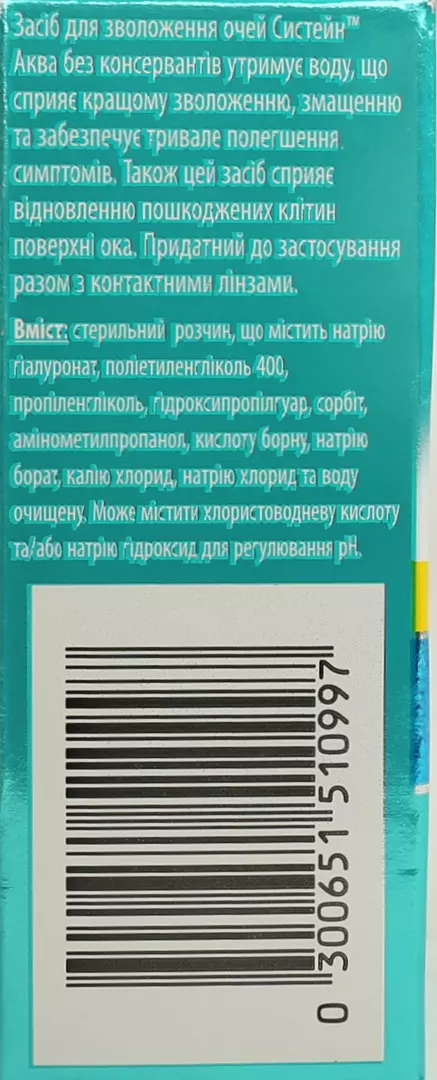 Засіб для зволоження очей Систейн™
Аква без консервантів утримує воду, що
сприяє кращому зволоженню, змащенню
та забезпечує тривале полегшення
симптомів. Також цей засіб сприяє
відновленню пошкоджених клітин
поверхні ока. Придатний до застосування
разом з контактними лінзами.
Вміст: стерильний розчин, що містить натрію
гіалуронат, поліетиленгліколь 400,
пропіленгліколь, гідроксипропілгуар, сорбіт,
амінометилпропанол, кислоту борну, натрію
борат, калію хлорид, натрію хлорид та воду
очищену. Може містити хлористоводневу кислоту
та/або натрію гідроксид для регулювання рН.
0 300651 510997